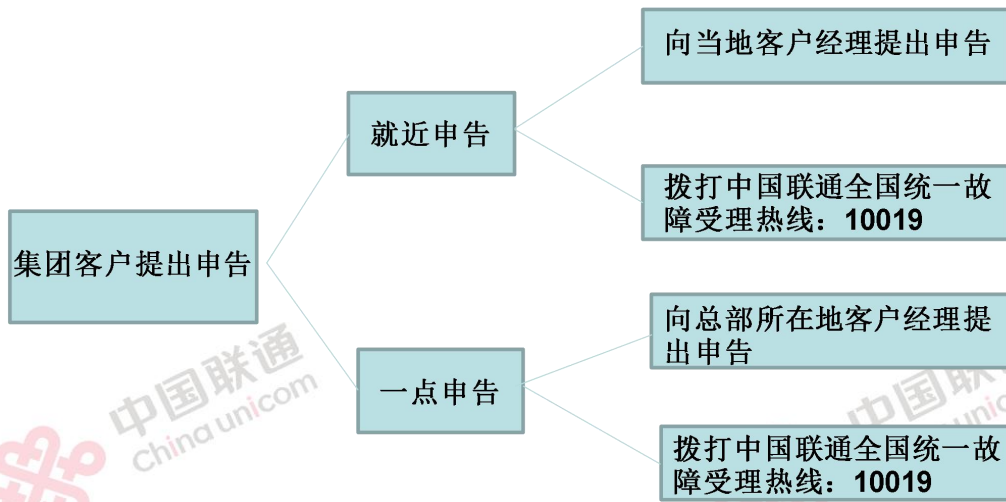 向当地客户经理提出申告
就近申告
拨打中国联通全国统一故
障受理热线：10019
集团客户提出申告
向总部所在地客户经理提
出申告
一点申告
拨打中国联通全国统一故
障受理热线：10019
中国联通
china unicom
中国联
unic